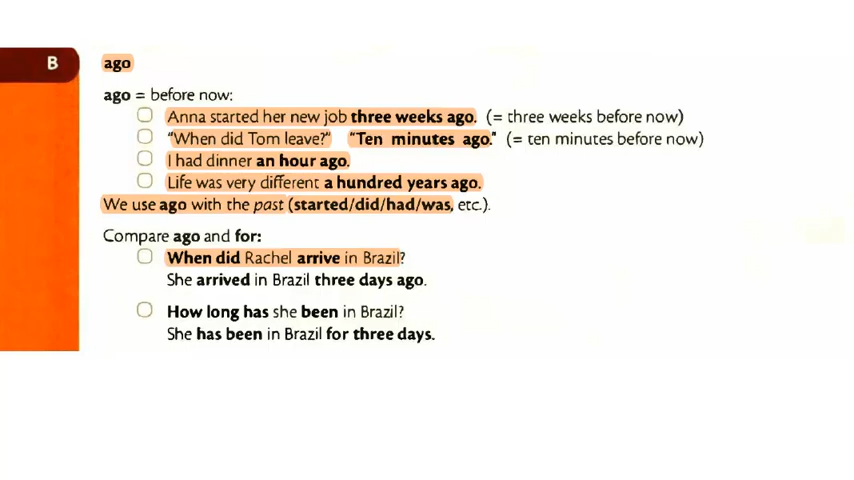 B
ago
ago = before now:
Anna started her new job three weeks ago. (= three weeks before now)
"When did Tom leave?" "Ten minutes ago." (= ten minutes before now)
I had dinner an hour ago.
Life was very different a hundred years ago.
We use ago with the past (started/did/had/was, etc.).
Compare ago and for:
When did Rachel arrive in Brazil?
She arrived in Brazil three days ago.
How long has she been in Brazil?
She has been in Brazil for three days.